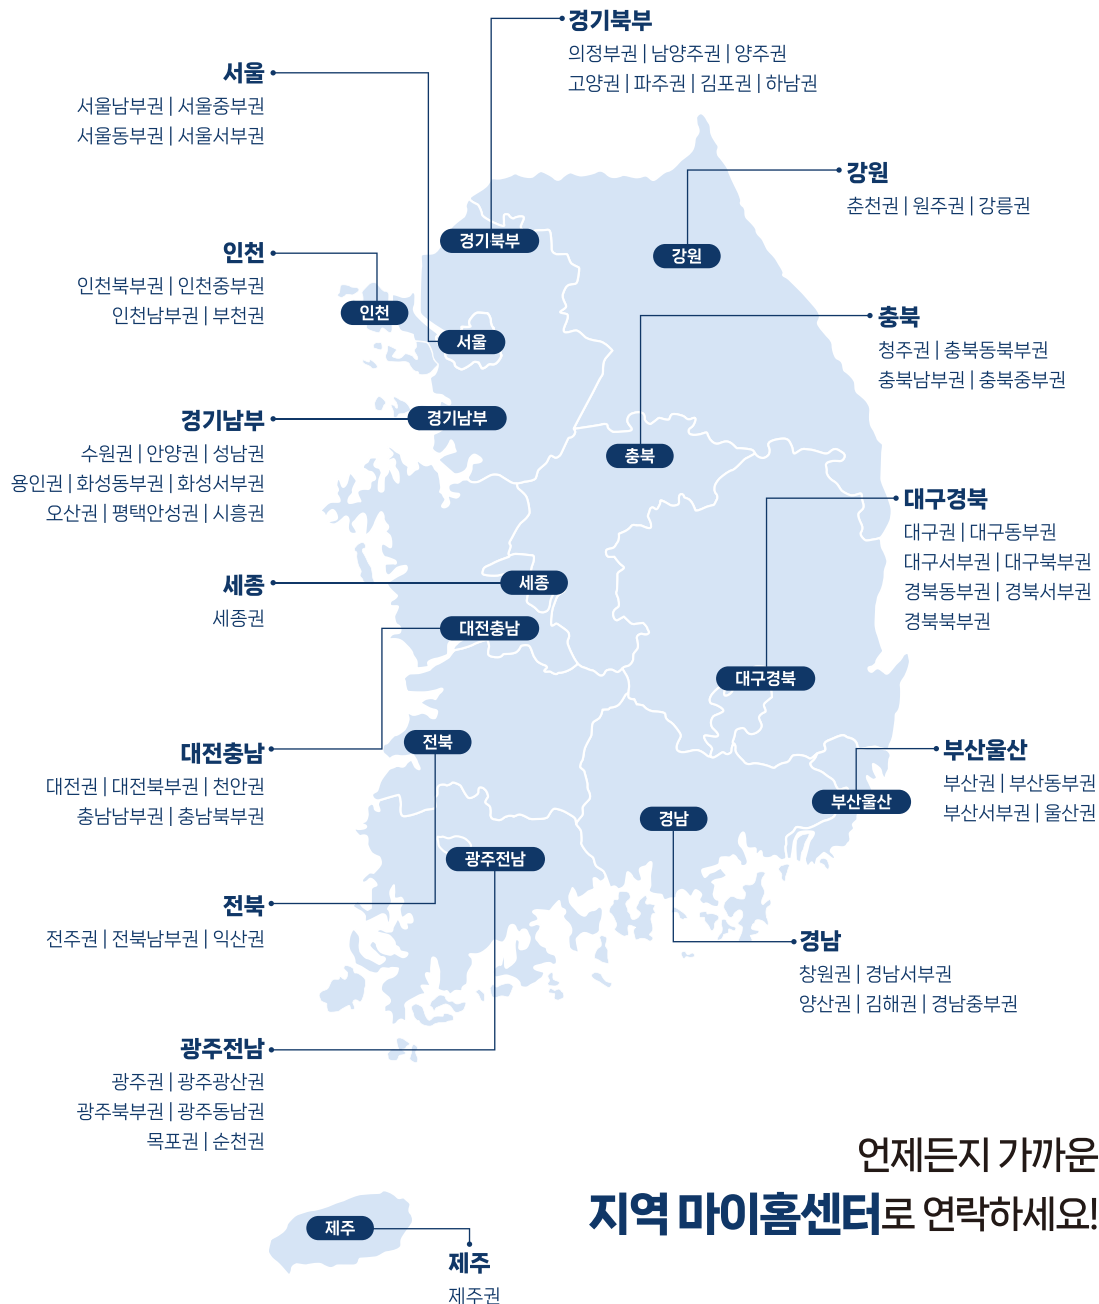 경기북부
의정부권 | 남양주권 | 양주권
고양권 | 파주권 | 김포권 | 하남권
서울
서울남부권 | 서울중부권
서울동부권 | 서울서부권
강원
춘천권 | 원주권 | 강릉권
인천
인천북부권 | 인천중부권
인천남부권 | 부천권
충북
청주권 | 충북동북부권
충북남부권 | 충북중부권
경기남부
수원권 | 안양권 | 성남권
용인권 | 화성동부권 | 화성서부권
오산권 | 평택안성권 | 시흥권
대구경북
대구권 | 대구동부권
대구서부권 | 대구북부권
경북동부권 | 경북서부권
경북북부권
세종
세종권
대전충남
대전권 | 대전북부권 | 천안권
충남남부권 | 충남북부권
부산울산
부산권 | 부산동부권
부산서부권 | 울산권
전북
전주권 | 전북남부권 | 익산권
경남
창원권 | 경남서부권
양산권 | 김해권 | 경남중부권
광주전남
광주권 | 광주광산권
광주북부권 | 광주동남권
목포권 | 순천권
제주
제주권
경기북부
강원
인천
서울
경기남부
충북
세종
대전충남
대구경북
전북
부산울산
경남
광주전남
제주
언제든지 가까운
지역 마이홈센터로 연락하세요!